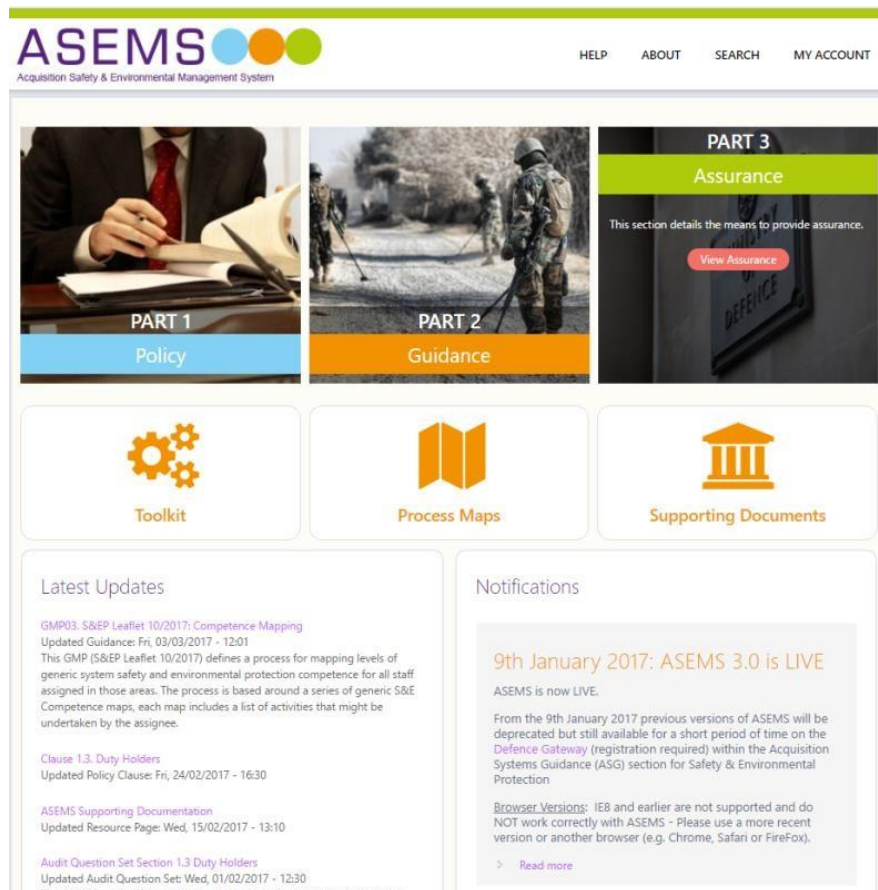 ASEMS
Acquisition Safety & Environmental Management System
HELP ABOUT SEARCH MY ACCOUNT
PART 1
Policy
PART 2
Guidance
PART 3
Assurance
This section details the means to provide assurance.
View Assurance
MINISTRY
OF
DEFENCE
Toolkit
Process Maps
Supporting Documents
Latest Updates
GMP03. S&EP Leaflet 10/2017: Competence Mapping
Updated Guidance: Fri, 03/03/2017 - 12:01
This GMP (S&EP Leaflet 10/2017) defines a process for mapping levels of
generic system safety and environmental protection competence for all staff
assigned in those areas. The process is based around a series of generic S&E
Competence maps, each map includes a list of activities that might be
undertaken by the assignee.
Clause 1.3. Duty Holders
Updated Policy Clause: Fri, 24/02/2017 - 16:30
ASEMS Supporting Documentation
Updated Resource Page: Wed, 15/02/2017 - 13:10
Audit Question Set Section 1.3 Duty Holders
Updated Audit Question Set: Wed, 01/02/2017 - 12:30
Notifications
9th January 2017: ASEMS 3.0 is LIVE
ASEMS is now LIVE.
From the 9th January 2017 previous versions of ASEMS will be
deprecated but still available for a short period of time on the
Defence Gateway (registration required) within the Acquisition
Systems Guidance (ASG) section for Safety & Environmental
Protection
Browser Versions: IE8 and earlier are not supported and do
NOT work correctly with ASEMS - Please use a more recent
version or another browser (e.g. Chrome, Safari or FireFox).
> Read more